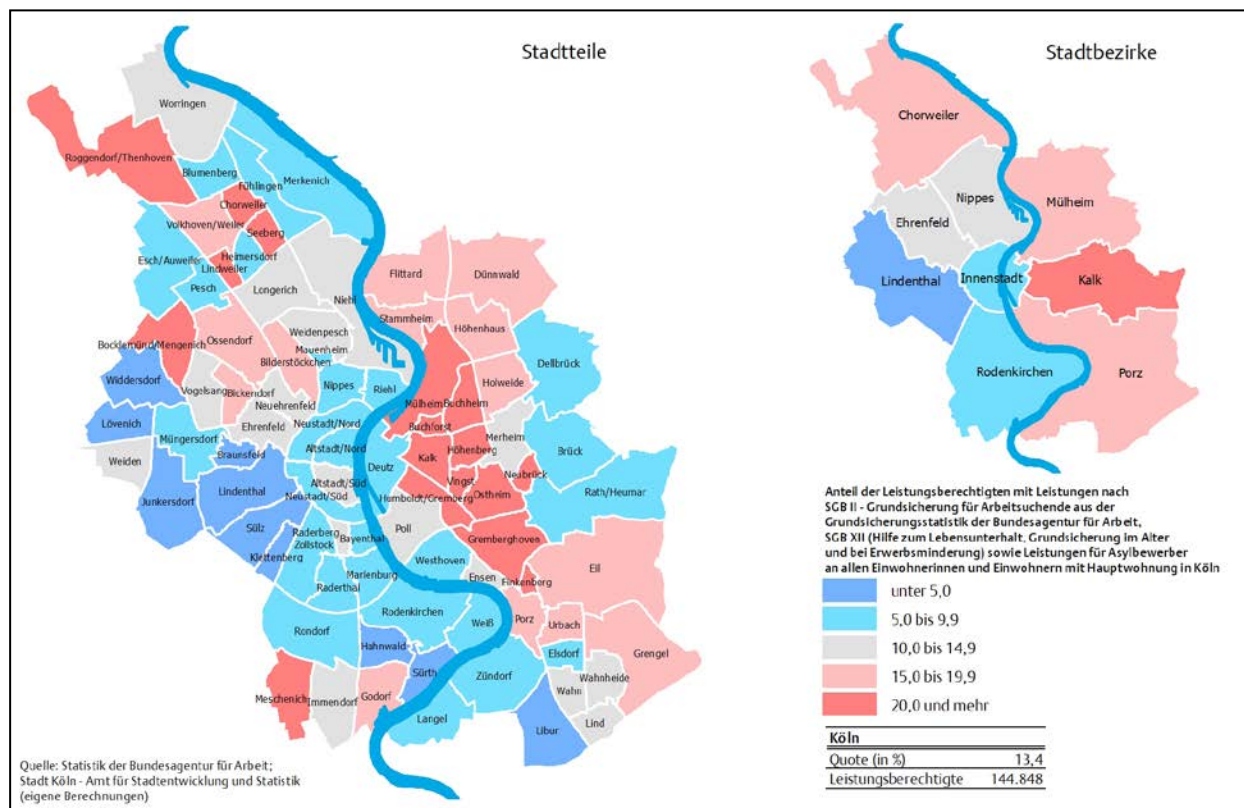 Stadtteile
Worringen
Roggendorf/Thenhoven
Blumenberg
Fühlingen
Merkenich
Chorweiler
Volkhoven/Weiler
Seeberg
Heimersdorf
Esch/Auweiler
Lindweiler
Pesch
Longerich
Niehl
Flittard
Dünnwald
Stammheim
Höhenhaus
Weidenpesch
Mauenheim
Bocklemünd/Mengenich
Ossendorf
Bilderstöckchen
Dellbrück
Widdersdorf
Vogelsang
Bickendorf
Nippes
Riehl
Holweide
Neuehrenfeld
Mülheim
Buchheim
Lövenich
Ehrenfeld
Neustadt/Nord
Buchforst
Merheim
Müngersdorf
Altstadt/Nord
Höhenberg
Brück
Weiden
Braunsfeld
Deutz
Kalk
Neubrück
Vingst
Junkersdorf
Lindenthal
Altstadt/Süd
Neustadt/Süd
Humboldt/Gremberg
Ostheim
Rath/Heumar
Sülz
Raderberg
Zollstock
Bayenthal
Poll
Gremberghoven
Klettenberg
Marienburg
Westhoven
Raderthal
Ensen
Finkenberg
Eil
Rondorf
Rodenkirchen
Weiß
Porz
Urbach
Hahnwald
Elsdorf
Grengel
Sürth
Zündorf
Wahnheide
Meschenich
Immendorf
Godorf
Wahn
Langel
Libur
Lind
Quelle: Statistik der Bundesagentur für Arbeit;
Stadt Köln - Amt für Stadtentwicklung und Statistik
(eigene Berechnungen)
Stadtbezirke
Chorweiler
Nippes
Mülheim
Ehrenfeld
Lindenthal
Innenstadt
Kalk
Rodenkirchen
Porz
Anteil der Leistungsberechtigten mit Leistungen nach
SGB II - Grundsicherung für Arbeitsuchende aus der
Grundsicherungsstatistik der Bundesagentur für Arbeit,
SGB XII (Hilfe zum Lebensunterhalt, Grundsicherung im Alter
und bei Erwerbsminderung) sowie Leistungen für Asylbewerber
an allen Einwohnerinnen und Einwohnern mit Hauptwohnung in Köln
unter 5,0
5,0 bis 9,9
10,0 bis 14,9
15,0 bis 19,9
20,0 und mehr
Köln
Quote (in %) 13,4
Leistungsberechtigte 144.848